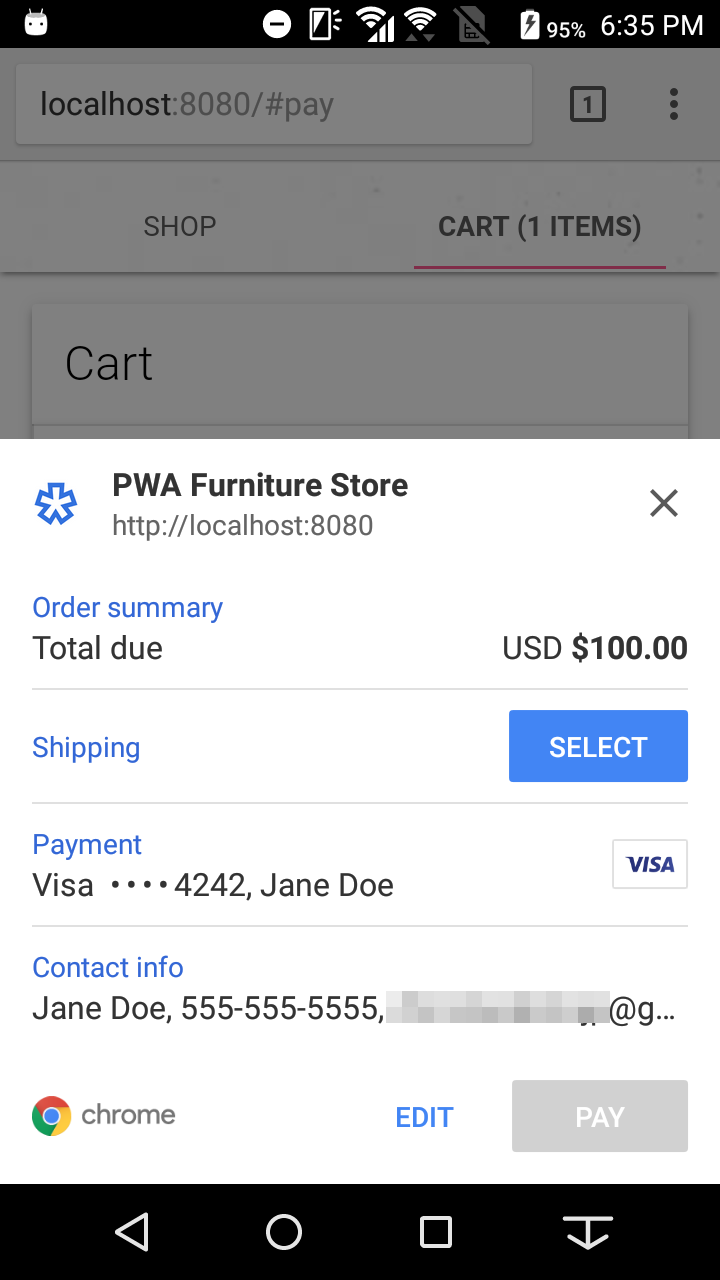 95% 6:35 PM
localhost:8080/#pay 1
SHOP CART (1 ITEMS)
Cart
PWA Furniture Store
http://localhost:8080
Order summary
Total due USD $100.00
Shipping SELECT
Payment
Visa ····4242, Jane Doe VISA
Contact info
Jane Doe, 555-555-5555, @g...
chrome EDIT PAY